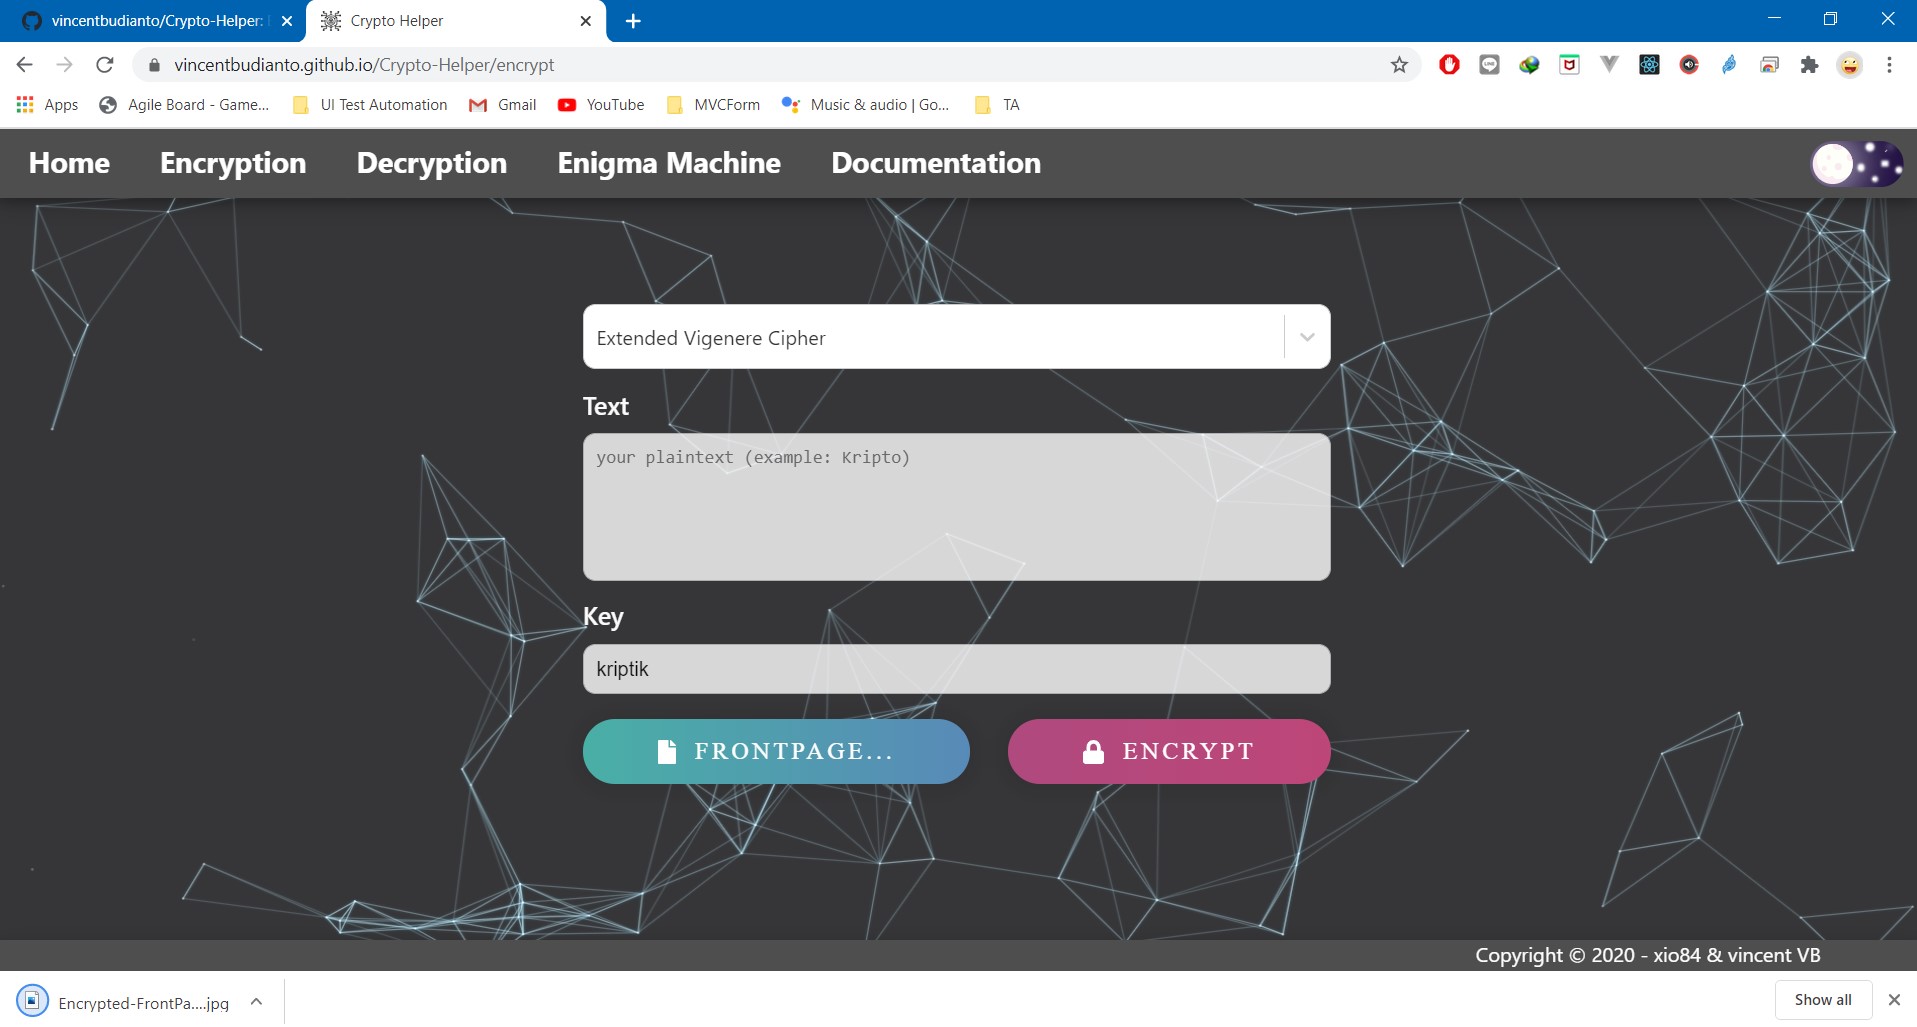 vincentbudianto/Crypto-Helper:
Crypto Helper
vincentbudianto.github.io/Crypto-Helper/encrypt
Apps
Agile Board - Game...
UI Test Automation
Gmail
YouTube
MVCForm
Music & audio | Go...
TA
Home
Encryption
Decryption
Enigma Machine
Documentation
Extended Vigenere Cipher
Text
your plaintext (example: Kripto)
Key
kriptik
FRONTPAGE...
ENCRYPT
Copyright © 2020 - xio84 & vincent VB
Encrypted-FrontPa....jpg
Show all